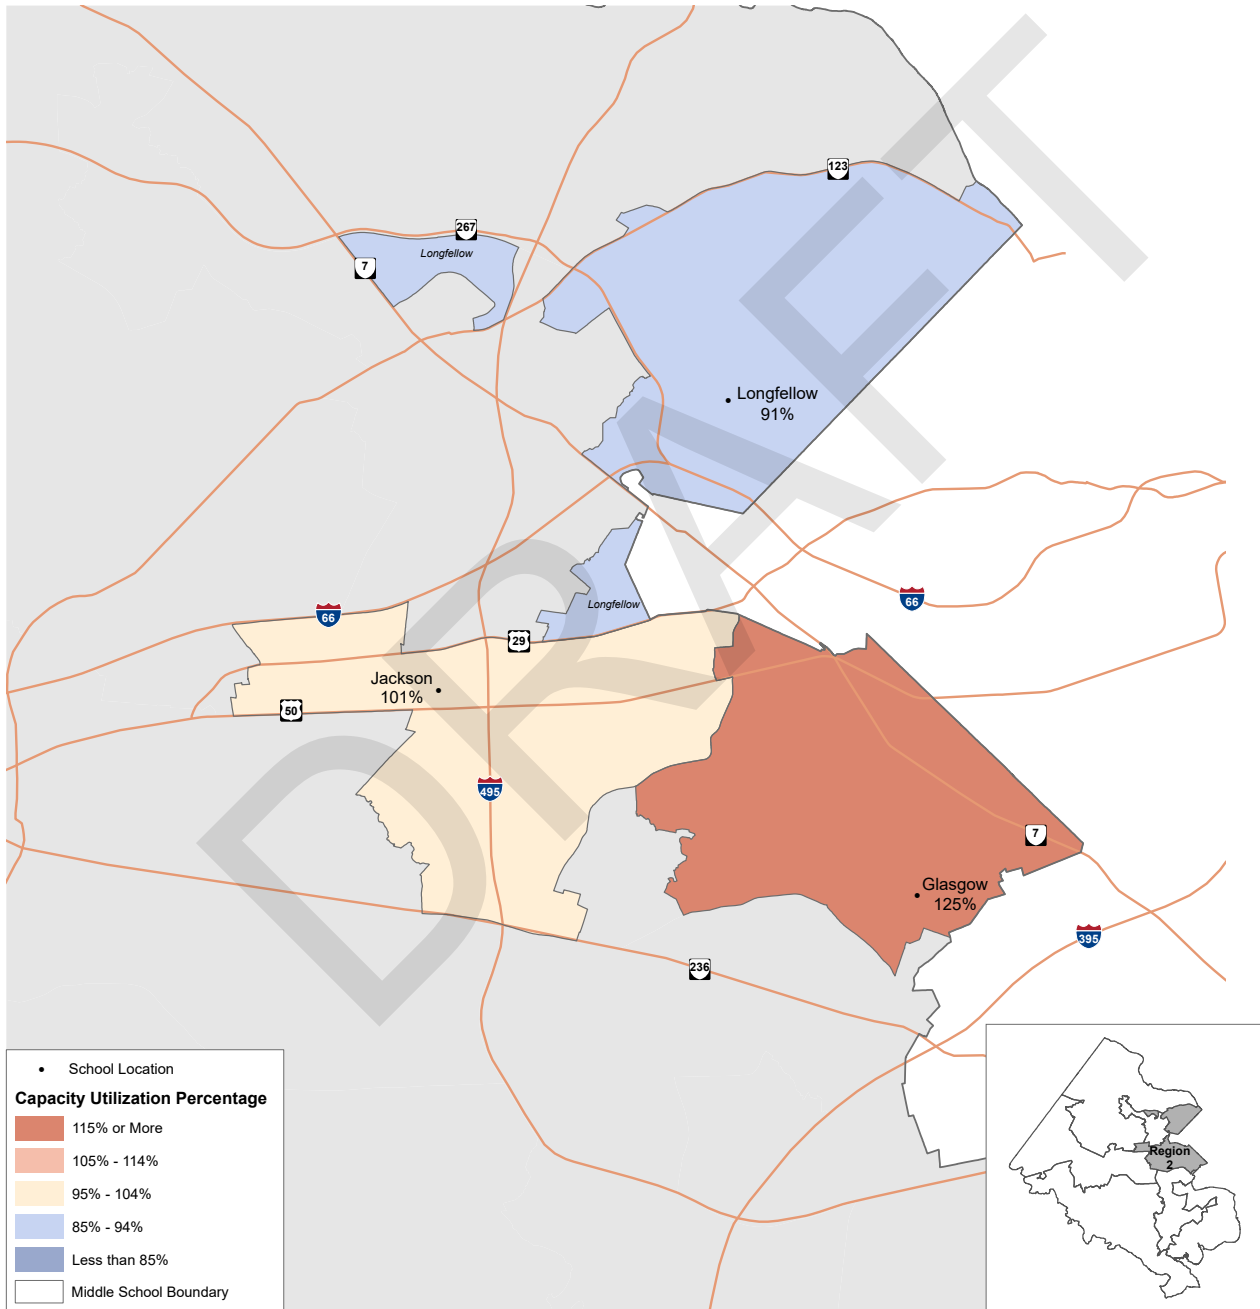 123
267
7
Longfellow
Longfellow
91%
66
66
Longfellow
29
Jackson
101%
50
495
7
Glasgow
125%
395
236
DRAFT
School Location
Capacity Utilization Percentage
115% or More
105% - 114%
95% - 104%
85% - 94%
Less than 85%
Middle School Boundary
Region
2